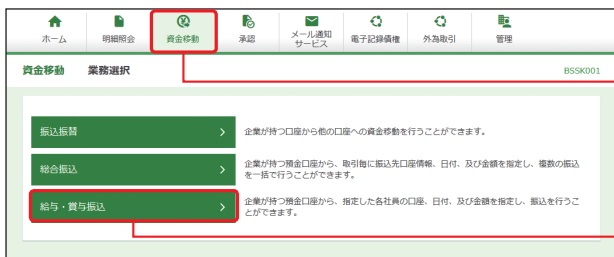 ホーム
明細照会
資金移動
承認
メール通知
サービス
電子記録債権
外為取引
管理
資金移動 業務選択
BSSK001
振込振替
企業が持つ口座から他の口座への資金移動を行うことができます。
総合振込
企業が持つ預金口座から、取引毎に振込先口座情報、日付、及び金額を指定し、複数の振込
を一括で行うことができます。
給与・賞与振込
企業が持つ預金口座から、指定した各社員の口座、日付、及び金額を指定し、振込を行うこ
とができます。